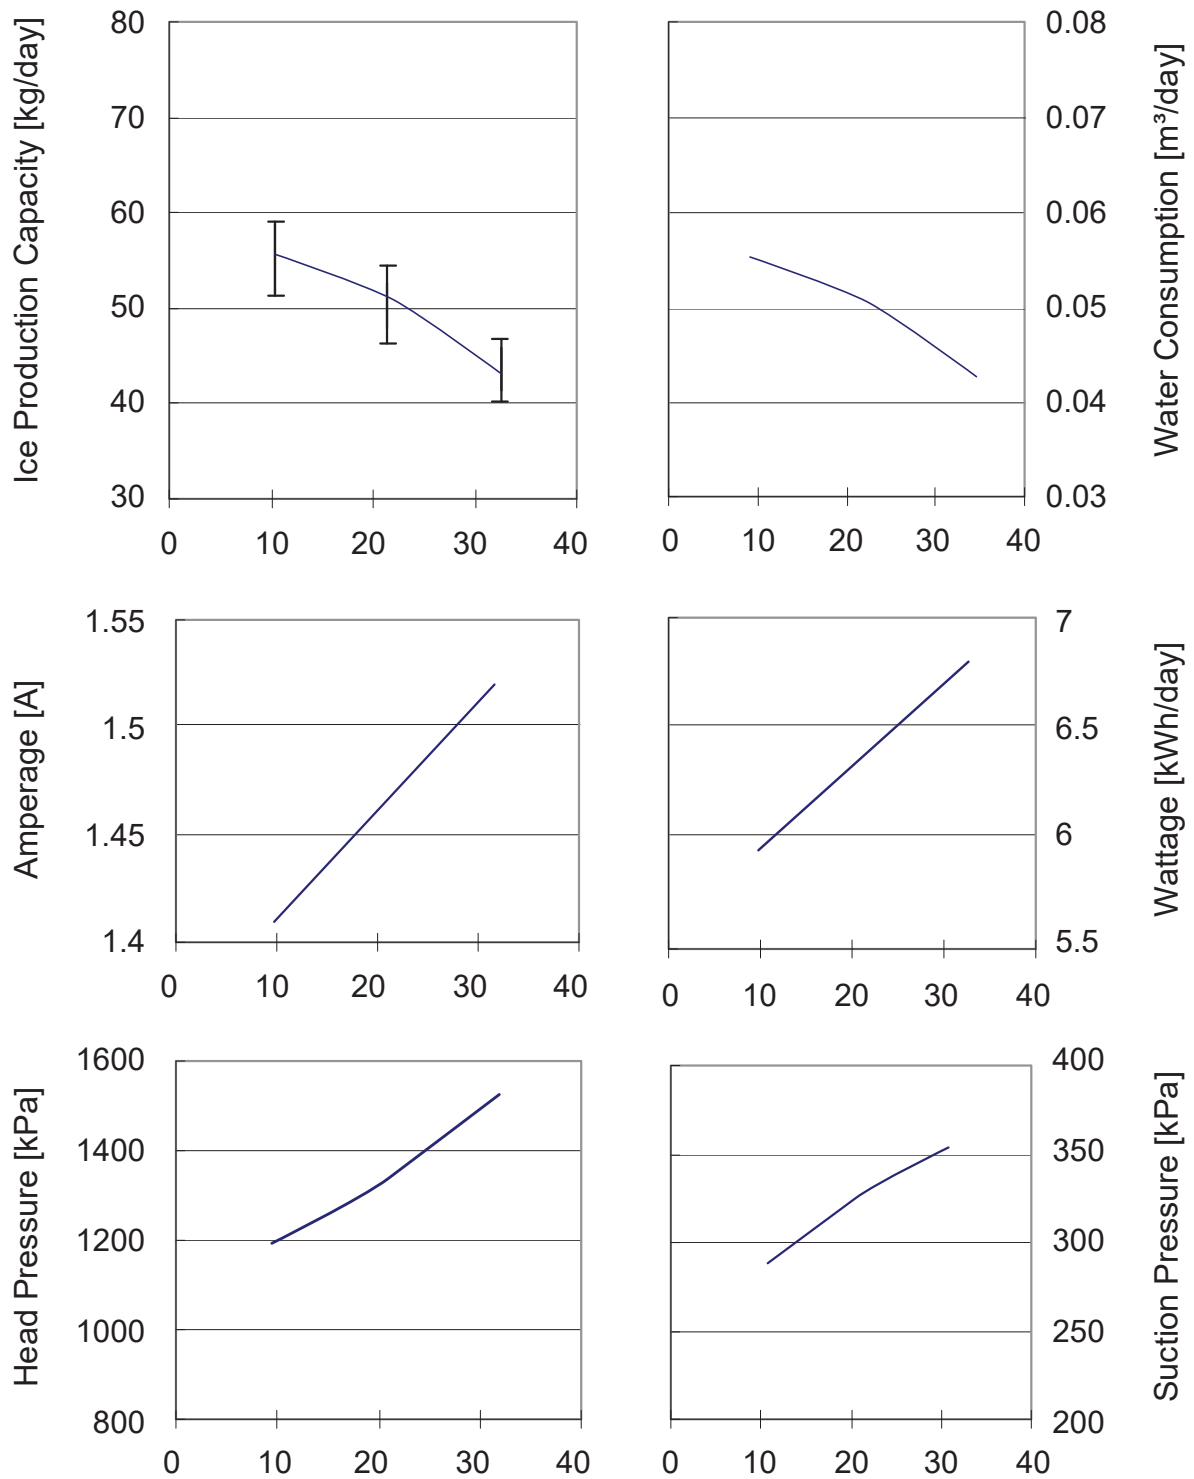 Ice Production Capacity [kg/day]
80
70
60
50
40
30
0 10 20 30 40
0.08
0.07
0.06
0.05
0.04
0.03
0 10 20 30 40
Water Consumption [m³/day]
Amperage [A]
1.55
1.5
1.45
1.4
0 10 20 30 40
7
6.5
6
5.5
0 10 20 30 40
Wattage [kWh/day]
Head Pressure [kPa]
1600
1400
1200
1000
800
0 10 20 30 40
400
350
300
250
200
0 10 20 30 40
Suction Pressure [kPa]